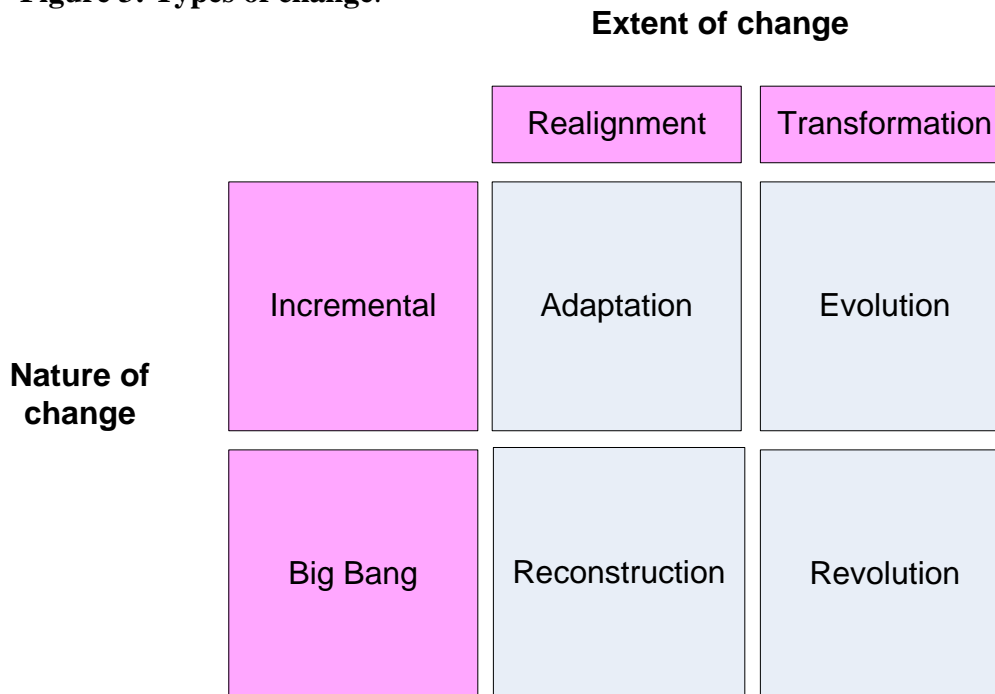 Figure 3. Types of change.
Extent of change
Realignment
Transformation
Incremental
Adaptation
Evolution
Nature of
change
Big Bang
Reconstruction
Revolution